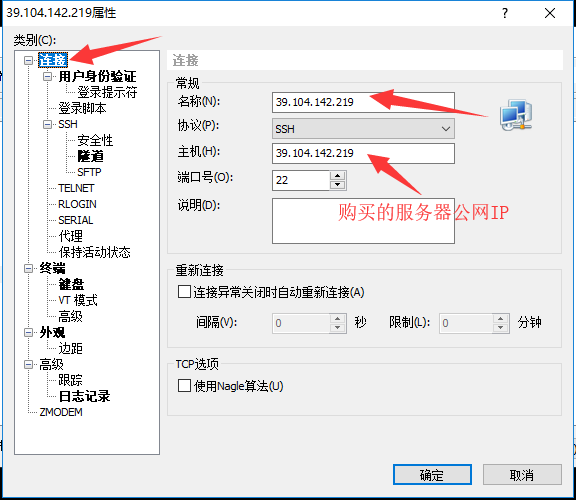 39.104.142.219属性
类别(C):
连接
用户身份验证
登录提示符
登录脚本
SSH
安全性
隧道
SFTP
TELNET
RLOGIN
SERIAL
代理
保持活动状态
终端
键盘
VT 模式
高级
外观
边距
高级
跟踪
日志记录
ZMODEM
连接
常规
名称(N): 39.104.142.219
协议(P): SSH
主机(H): 39.104.142.219
端口号(O): 22
购买的服务器公网IP
说明(D):
重新连接
连接异常关闭时自动重新连接(A)
间隔(V): 0 秒 限制(L): 0 分钟
TCP选项
使用Nagle算法(U)
确定 取消